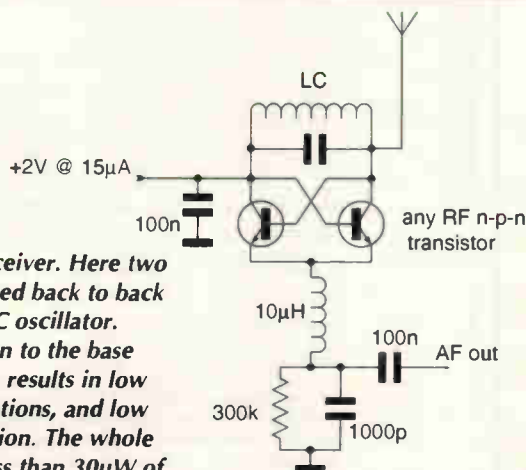 LC
+2V @ 15µA
100n
any RF n-p-n
transistor
ceiver. Here two
ed back to back
C oscillator.
n to the base
results in low
tions, and low
ion. The whole
ess than 30µW of
10µH
100n
AF out
300k
1000p